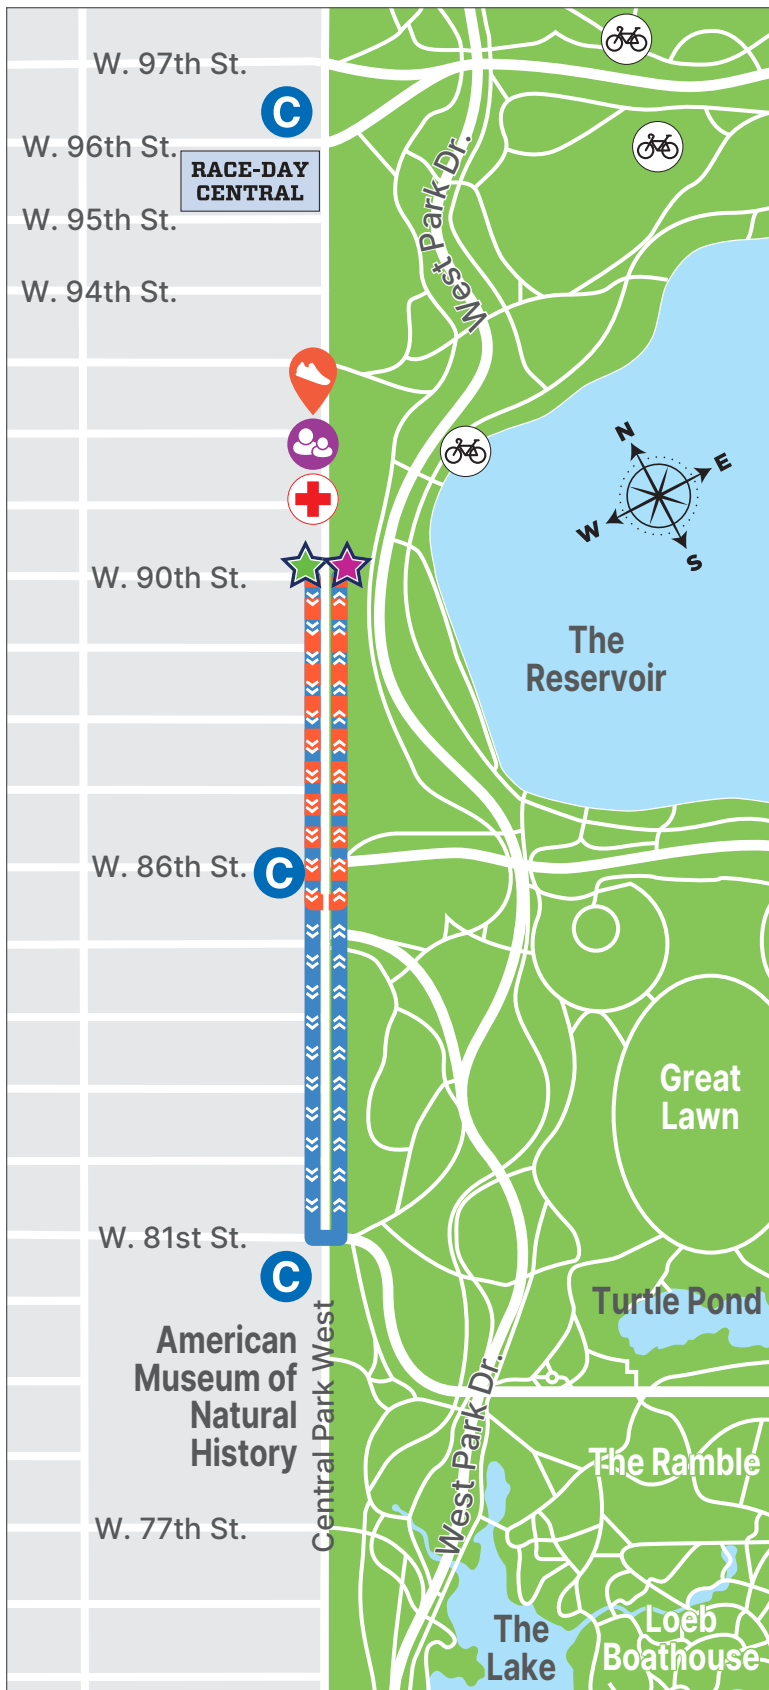 W. 97th St.
C
W. 96th St.
RACE-DAY
CENTRAL
West Park Dr.
W. 95th St.
W. 94th St.
N
E
W
S
W. 90th St.
The
Reservoir
W. 86th St.
C
Great
Lawn
W. 81st St.
C
Turtle Pond
American
Museum of
Natural
History
Central Park West
West Park Dr.
The Ramble
W. 77th St.
The
Lake
Loeb
Boathouse